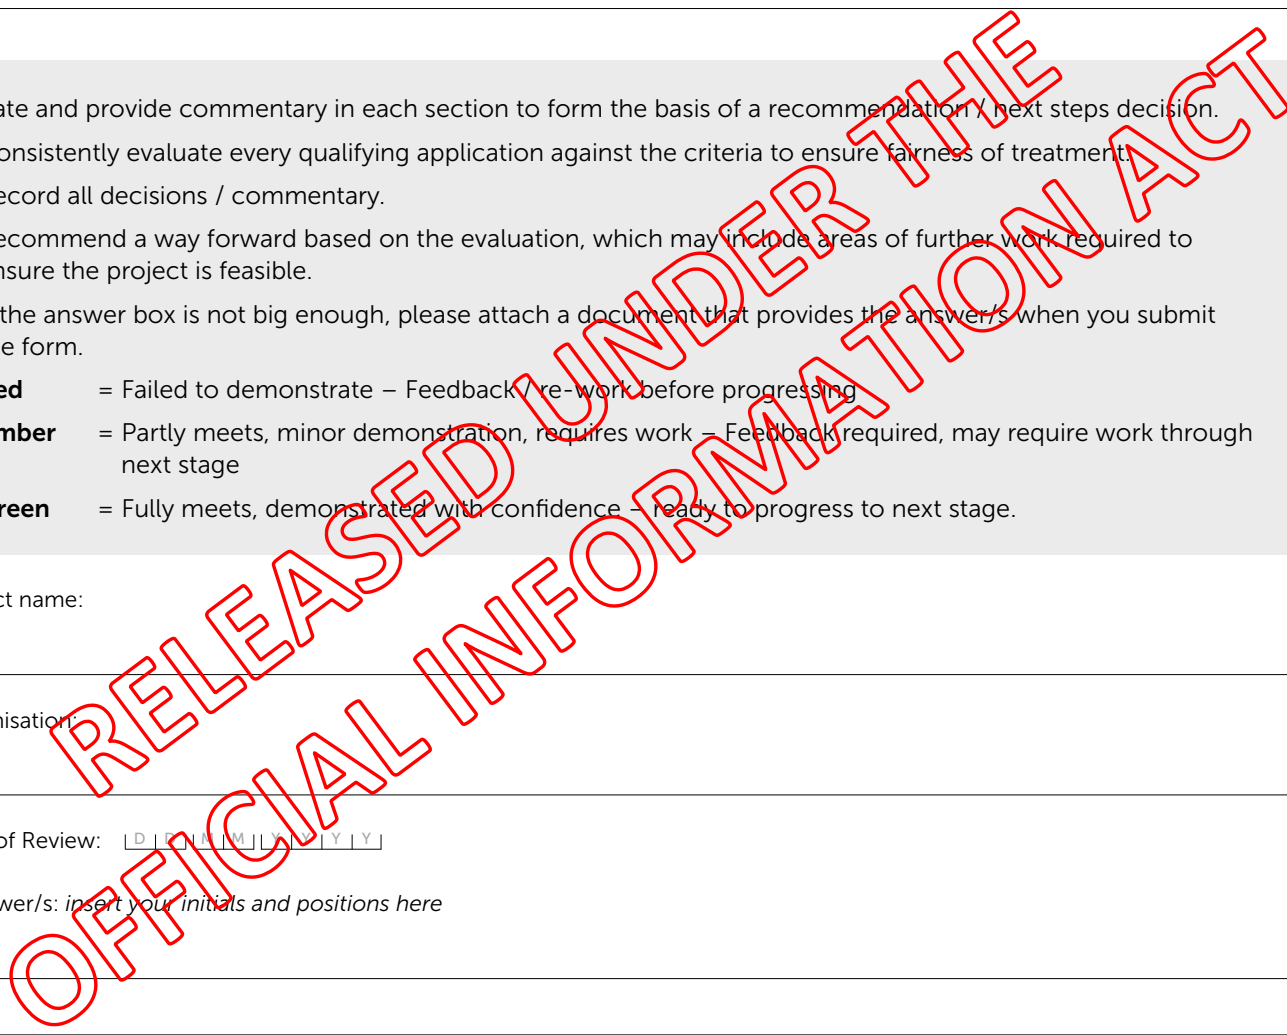 ate and provide commentary in each section to form the basis of a recommendation / next steps decision.
onsistently evaluate every qualifying application against the criteria to ensure fairness of treatment.
ecord all decisions / commentary.
ecommend a way forward based on the evaluation, which may include areas of further work required to
nsure the project is feasible.
the answer box is not big enough, please attach a document that provides the answer/s when you submit
e form.
ed = Failed to demonstrate – Feedback / re-work before progressing
mber = Partly meets, minor demonstration, requires work – Feedback required, may require work through
next stage
reen = Fully meets, demonstrated with confidence – ready to progress to next stage.
ct name:
nisation:
of Review: D D M M Y Y Y Y
wer/s: insert your initials and positions here
RELEASED UNDER THE
OFFICIAL INFORMATION ACT